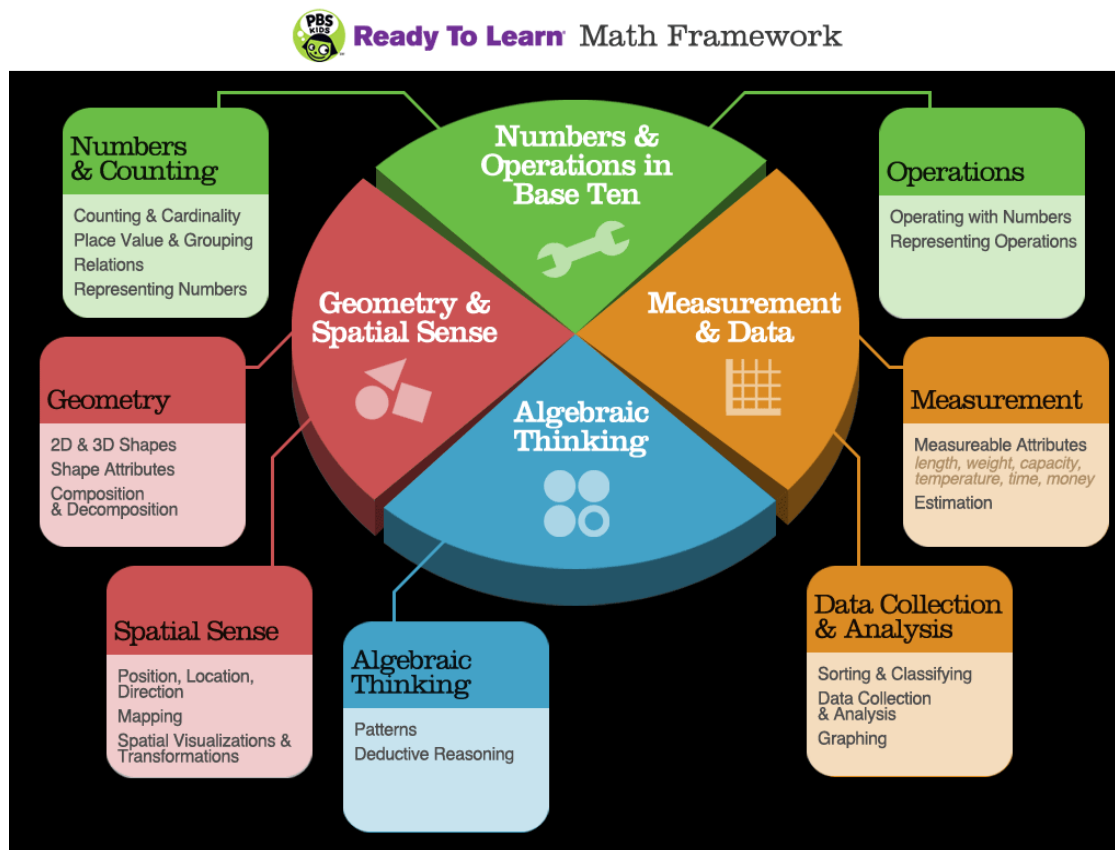 PBS
KIDS
Ready To Learn Math Framework
Numbers &
Operations in
Base Ten
Geometry &
Spatial Sense
Measurement
& Data
Algebraic
Thinking
Numbers
& Counting
Counting & Cardinality
Place Value & Grouping
Relations
Representing Numbers
Operations
Operating with Numbers
Representing Operations
Geometry
2D & 3D Shapes
Shape Attributes
Composition
& Decomposition
Measurement
Measureable Attributes
length, weight, capacity,
temperature, time, money
Estimation
Spatial Sense
Position, Location,
Direction
Mapping
Spatial Visualizations &
Transformations
Algebraic
Thinking
Patterns
Deductive Reasoning
Data Collection
& Analysis
Sorting & Classifying
Data Collection
& Analysis
Graphing